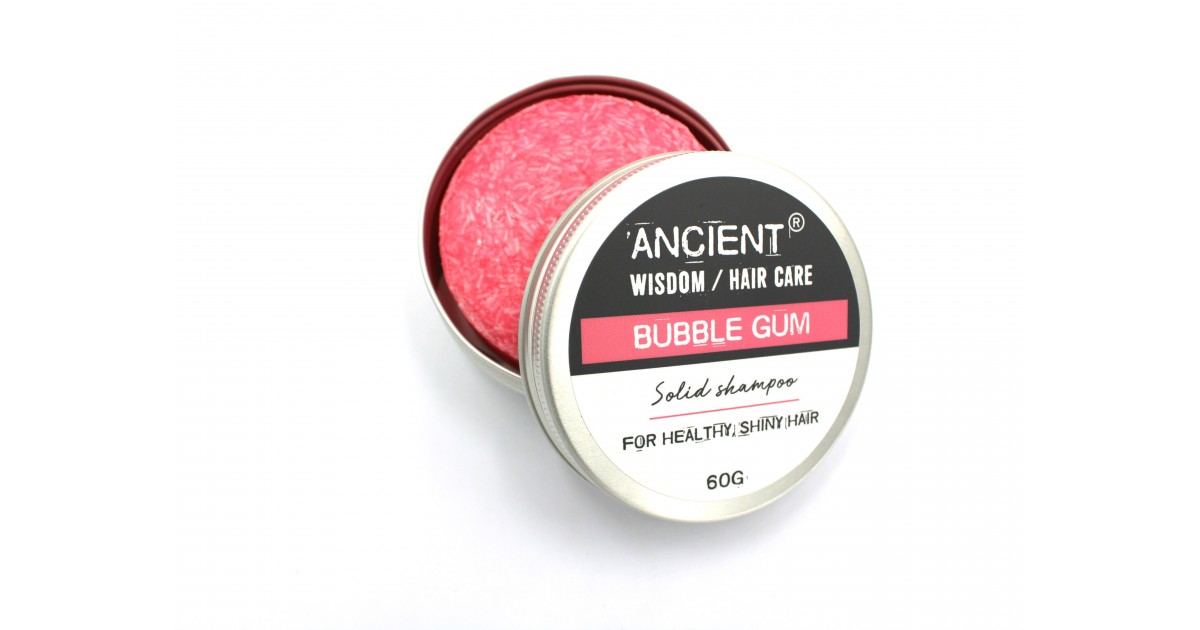 ANCIENT®
WISDOM / HAIR CARE
BUBBLE GUM
Solid shampoo
FOR HEALTHY, SHINY HAIR
60G